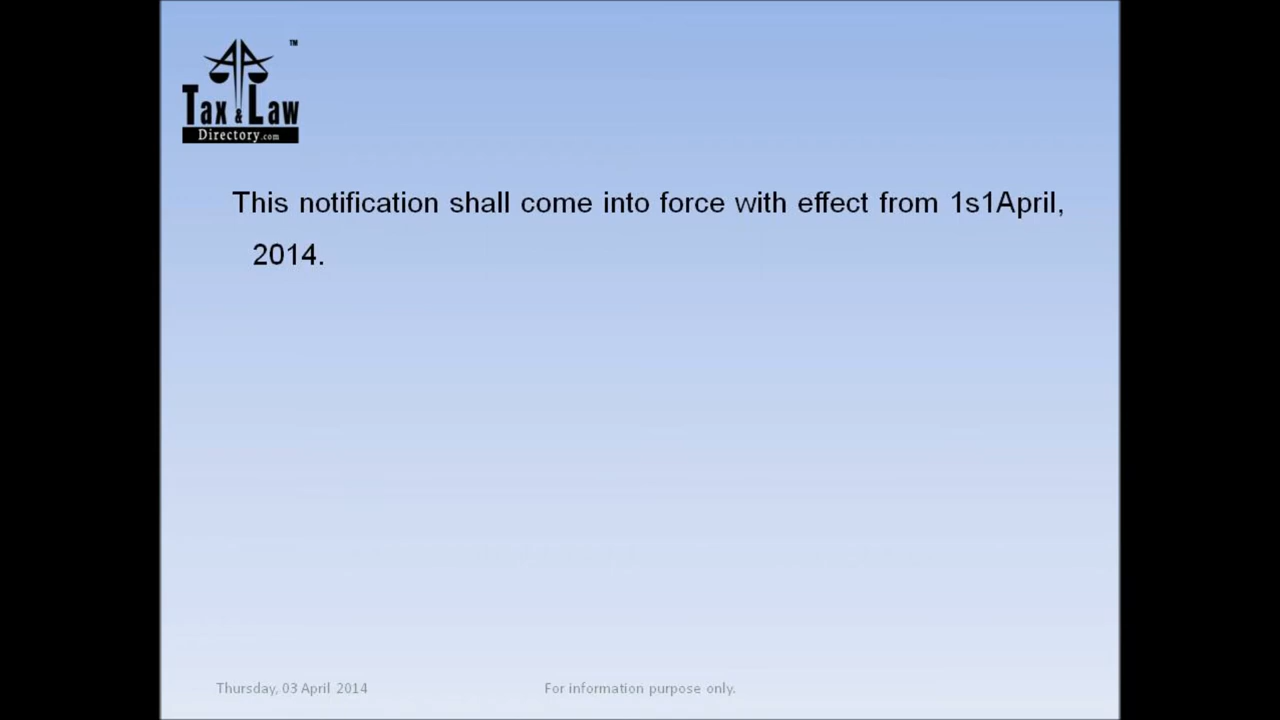 TM
Tax & Law
Directory.com
This notification shall come into force with effect from 1s1April,
2014.
Thursday, 03 April 2014
For information purpose only.